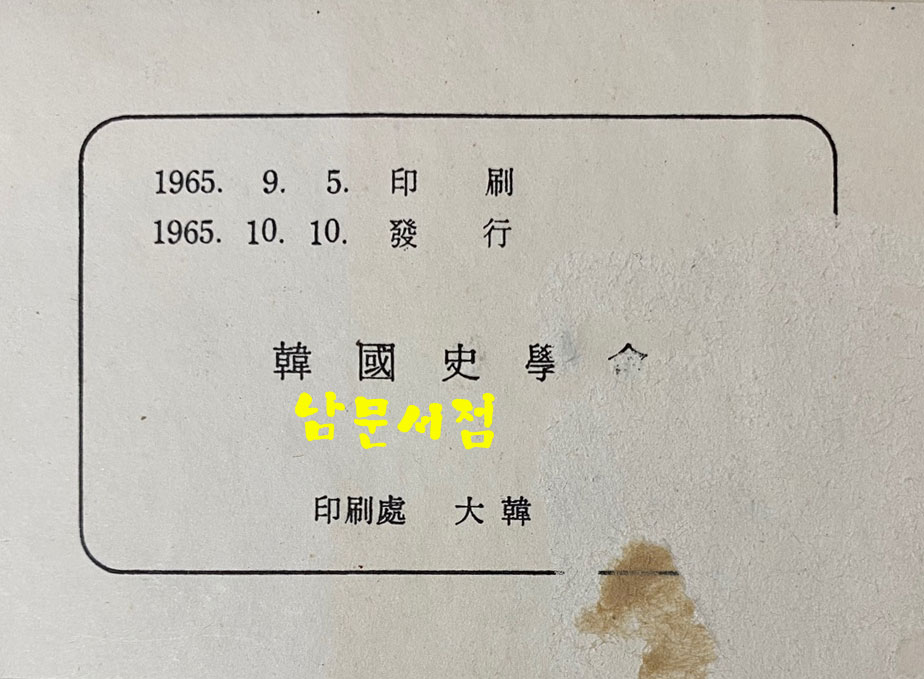 1965. 9. 5. 印 刷
1965. 10. 10. 發 行
韓 國 史 學
남문서점
印刷處 大 韓